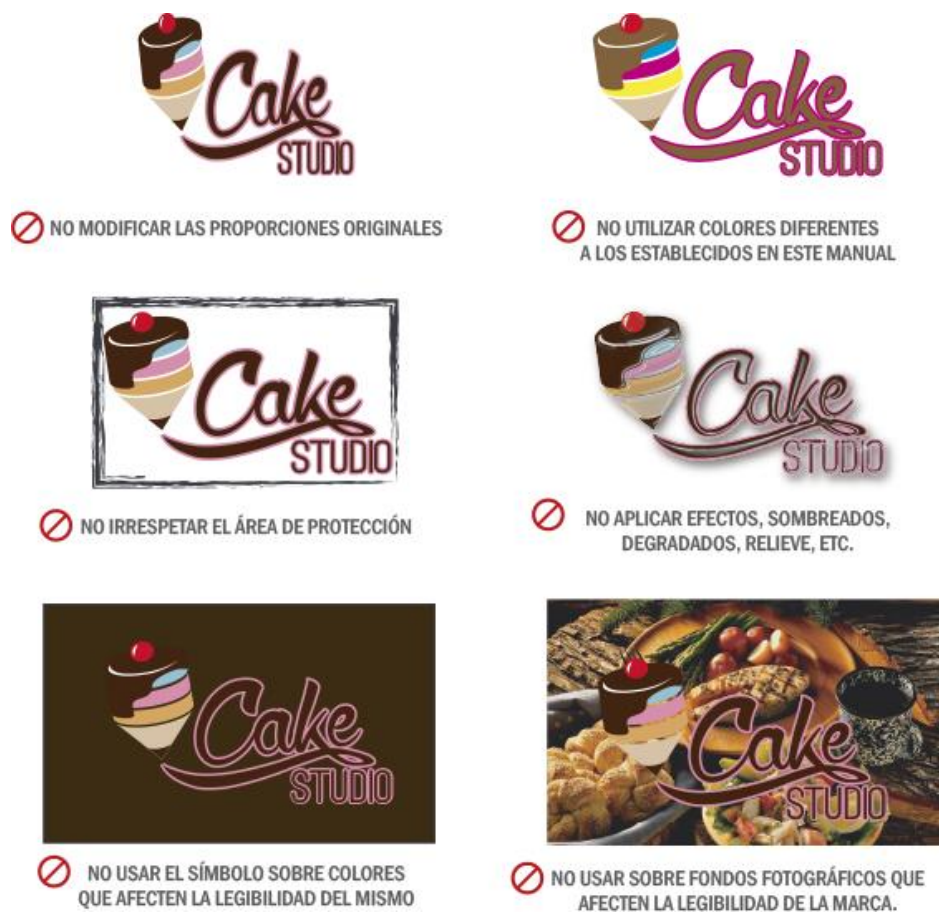 Cake
STUDIO
NO MODIFICAR LAS PROPORCIONES ORIGINALES
Cake
STUDIO
NO UTILIZAR COLORES DIFERENTES
A LOS ESTABLECIDOS EN ESTE MANUAL
Cake
STUDIO
NO IRRESPETAR EL ÁREA DE PROTECCIÓN
Cake
STUDIO
NO APLICAR EFECTOS, SOMBREADOS,
DEGRADADOS, RELIEVE, ETC.
Cake
STUDIO
NO USAR EL SÍMBOLO SOBRE COLORES
QUE AFECTEN LA LEGIBILIDAD DEL MISMO
Cake
STUDIO
NO USAR SOBRE FONDOS FOTOGRÁFICOS QUE
AFECTEN LA LEGIBILIDAD DE LA MARCA.